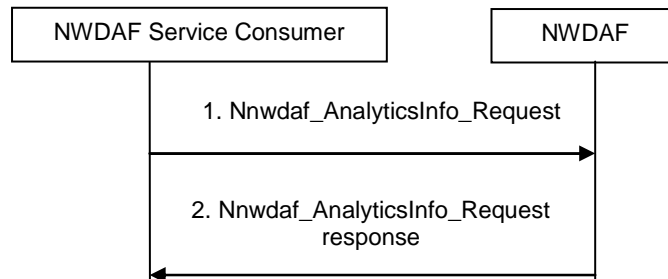 NWDAF Service Consumer
NWDAF
1. Nnwdaf_AnalyticsInfo_Request
2. Nnwdaf_AnalyticsInfo_Request
response